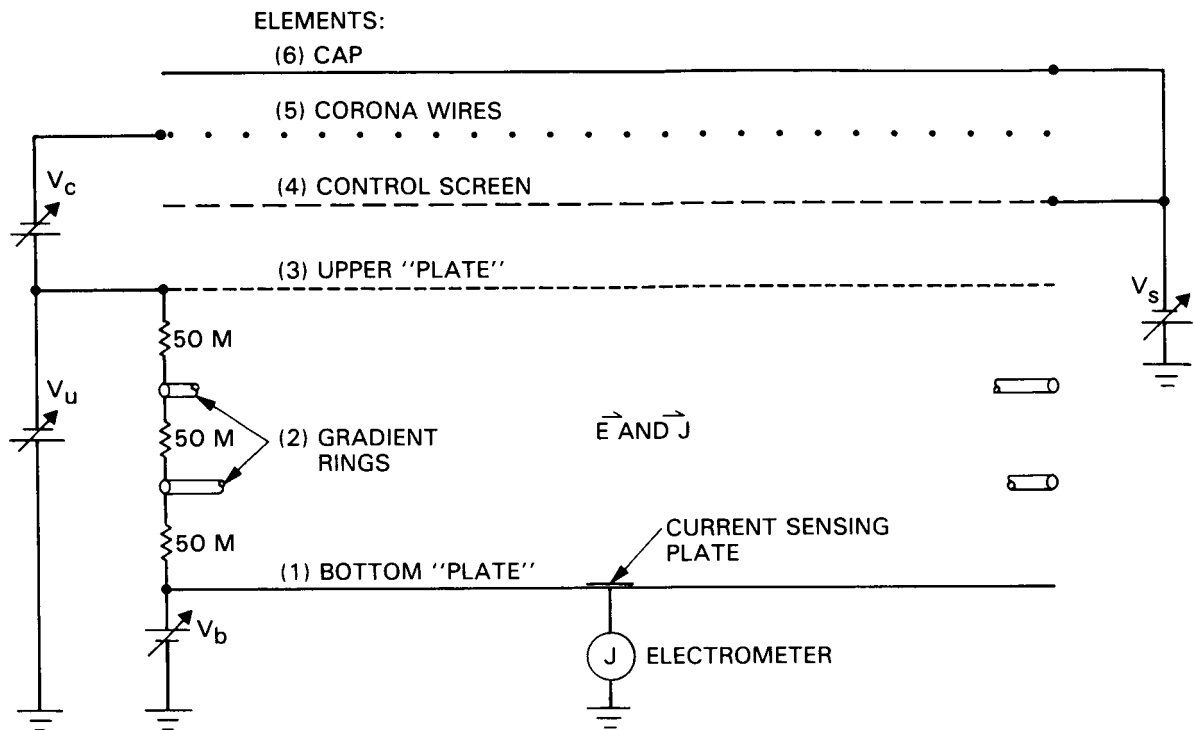 ELEMENTS:
(6) CAP
(5) CORONA WIRES
Vc
(4) CONTROL SCREEN
(3) UPPER "PLATE"
Vs
50 M
Vu
50 M
(2) GRADIENT
RINGS
E AND J
50 M
CURRENT SENSING
PLATE
(1) BOTTOM "PLATE"
Vb
J
ELECTROMETER